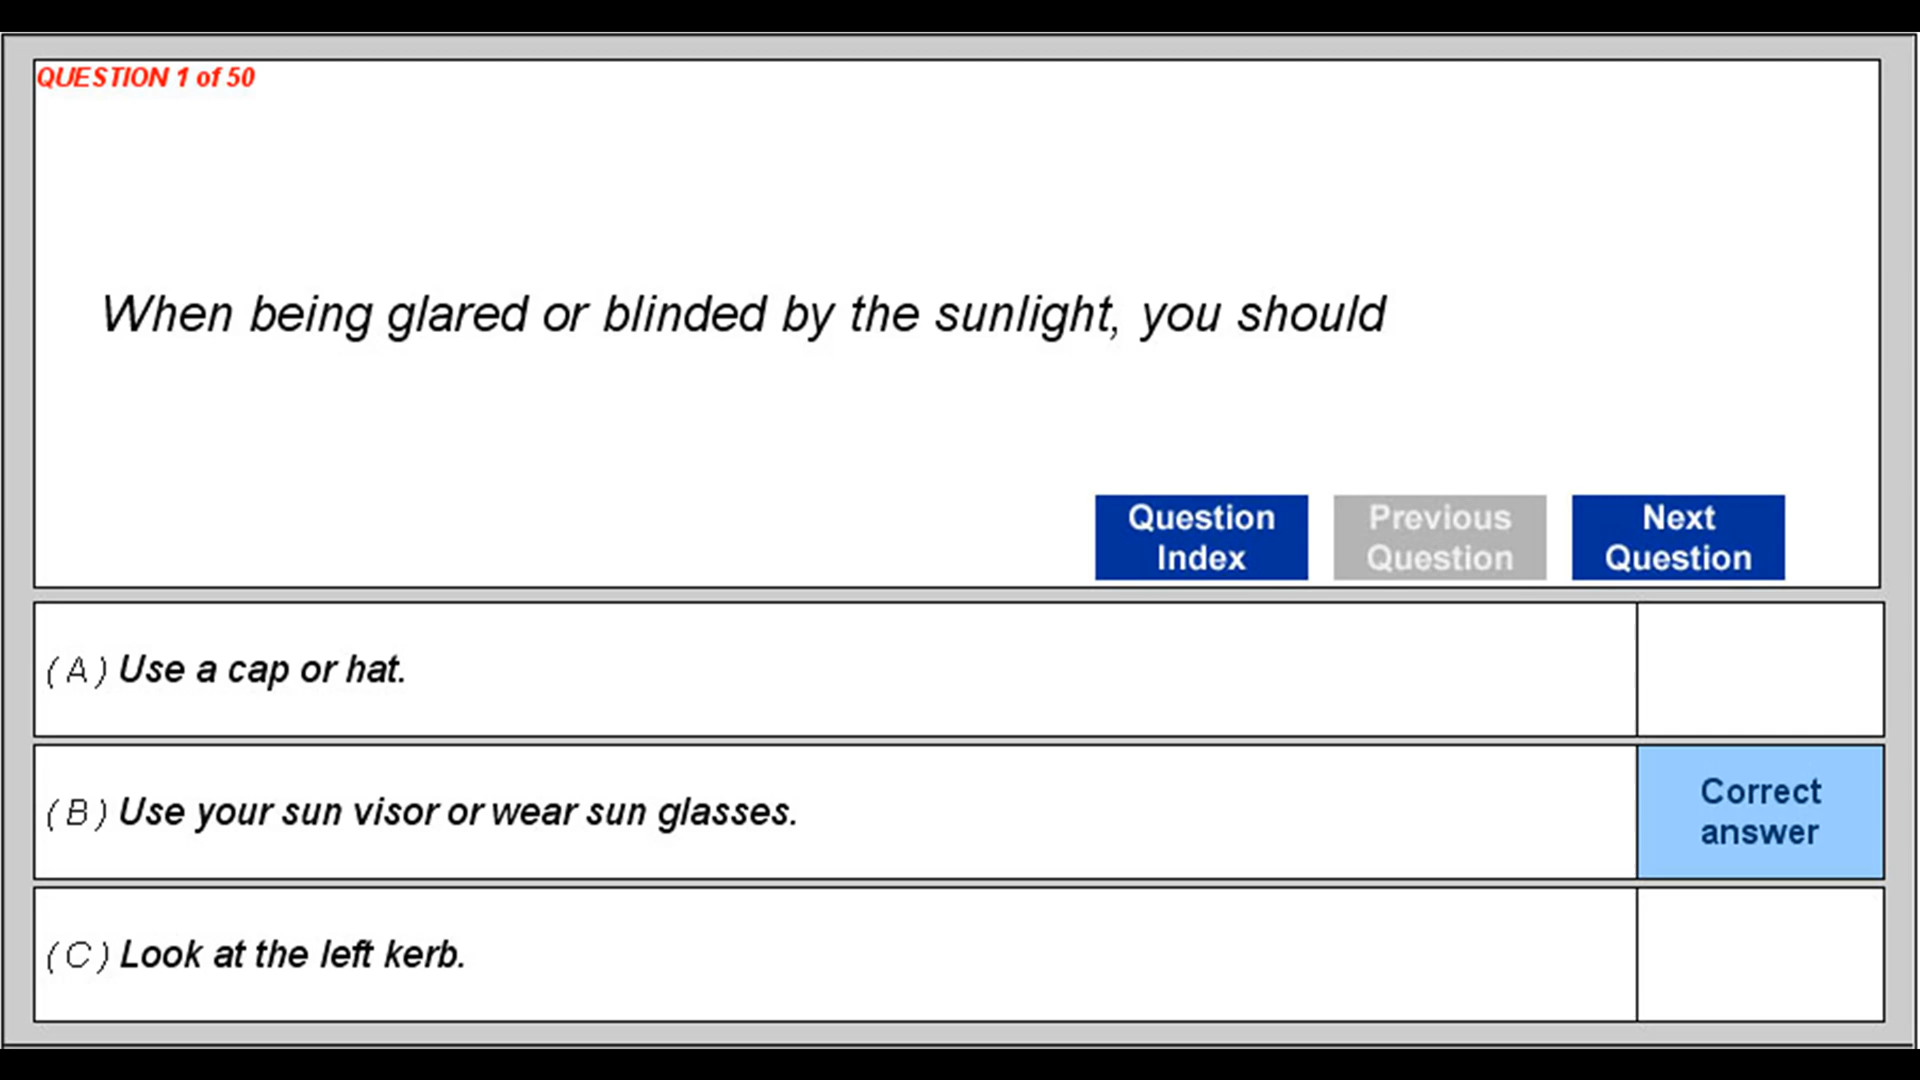 QUESTION 1 of 50
When being glared or blinded by the sunlight, you should
Question
Index
Previous
Question
Next
Question
(A) Use a cap or hat.
(B) Use your sun visor or wear sun glasses.
Correct
answer
(C) Look at the left kerb.